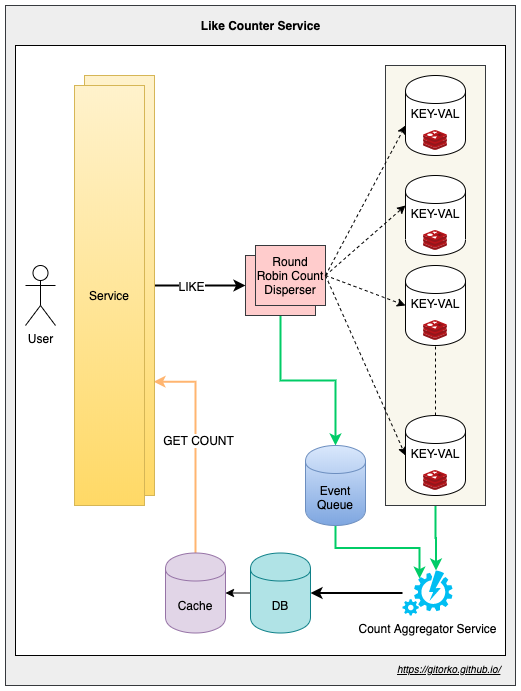 Like Counter Service
KEY-VAL
KEY-VAL
Round
Robin Count
Disperser
LIKE
Service
KEY-VAL
User
GET COUNT
KEY-VAL
Event
Queue
Cache
DB
Count Aggregator Service
https://gitorko.github.io/